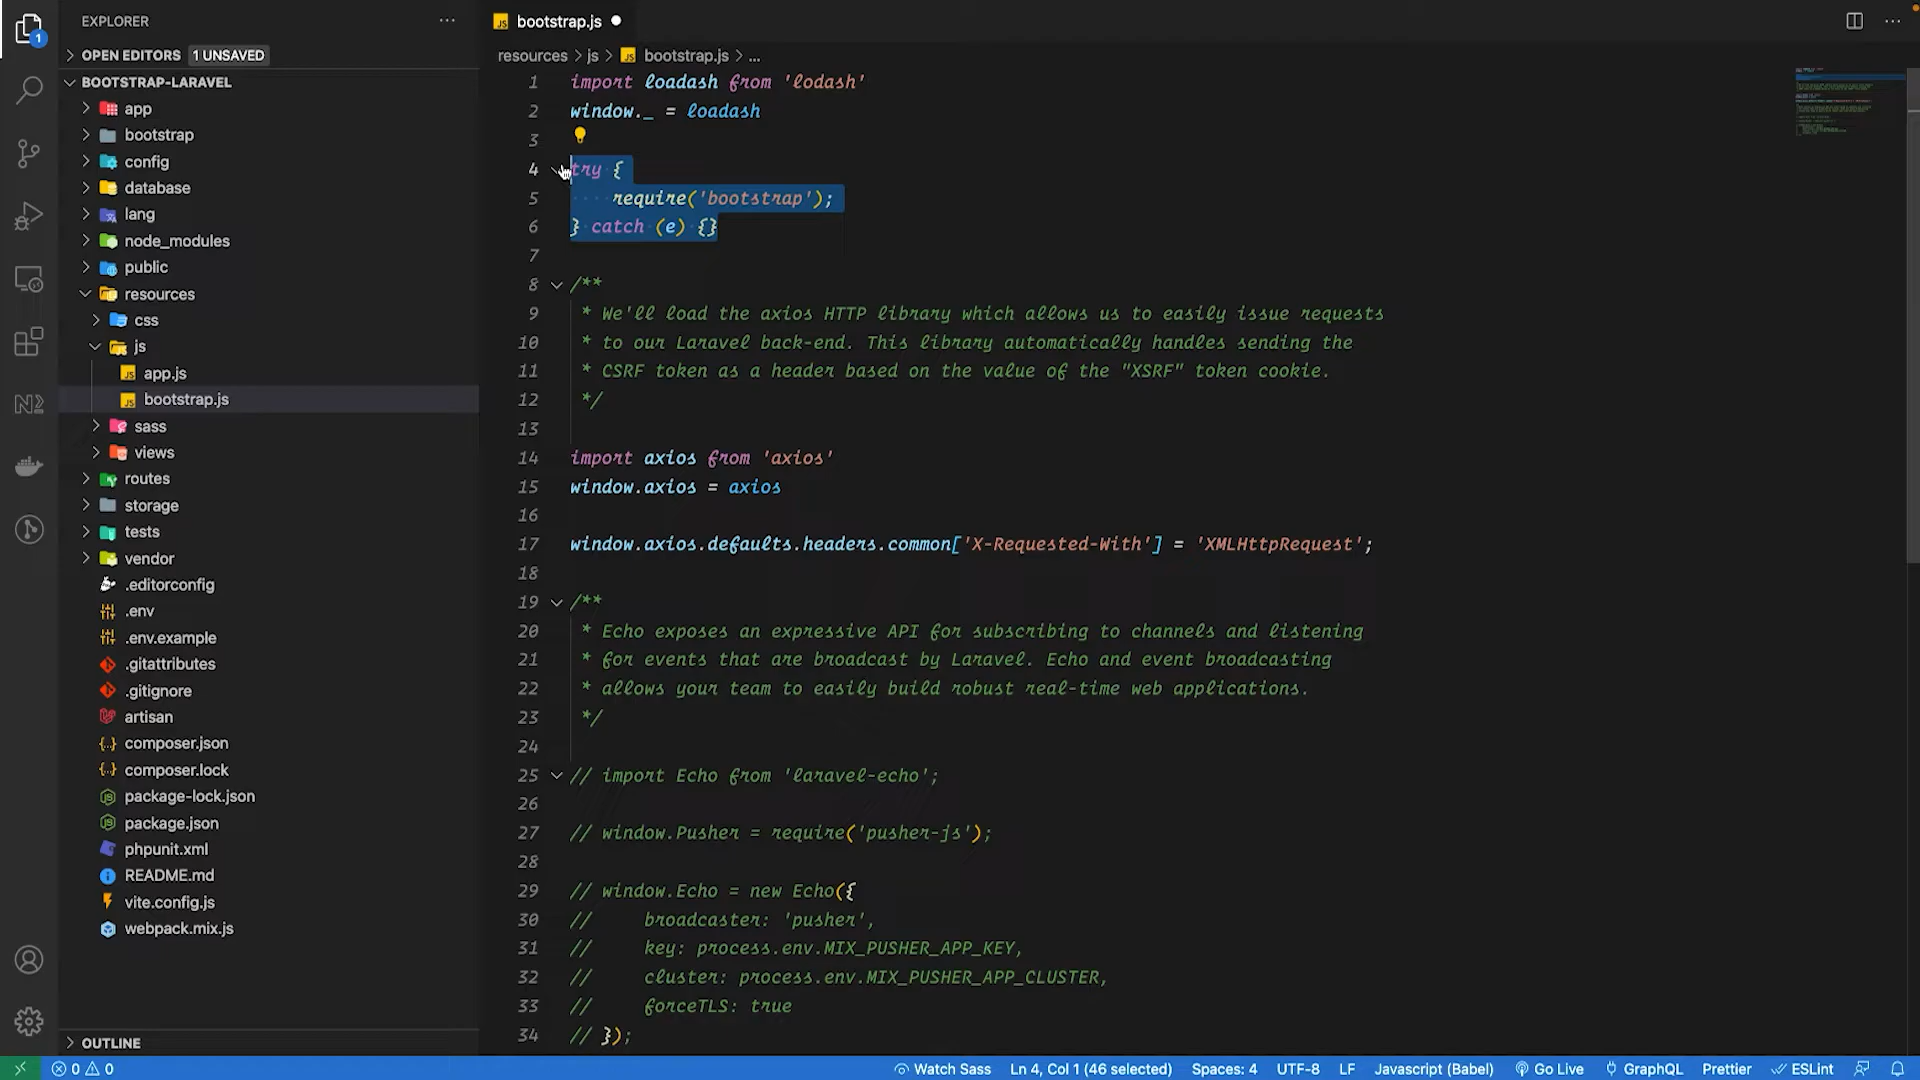 EXPLORER
OPEN EDITORS 1 UNSAVED
BOOTSTRAP-LARAVEL
app
bootstrap
config
database
lang
node_modules
public
resources
css
js
app.js
bootstrap.js
sass
views
routes
storage
tests
vendor
.editorconfig
.env
.env.example
.gitattributes
.gitignore
artisan
composer.json
composer.lock
package-lock.json
package.json
phpunit.xml
README.md
vite.config.js
webpack.mix.js
OUTLINE
bootstrap.js
resources > js > bootstrap.js > ...
1 import loadash from 'lodash'
2 window._ = loadash
3
4 try {
5 require('bootstrap');
6 } catch (e) {}
7
8 /**
9 * We'll load the axios HTTP library which allows us to easily issue requests
10 * to our Laravel back-end. This library automatically handles sending the
11 * CSRF token as a header based on the value of the "XSRF" token cookie.
12 */
13
14 import axios from 'axios'
15 window.axios = axios
16
17 window.axios.defaults.headers.common['X-Requested-With'] = 'XMLHttpRequest';
18
19 /**
20 * Echo exposes an expressive API for subscribing to channels and listening
21 * for events that are broadcast by Laravel. Echo and event broadcasting
22 * allows your team to easily build robust real-time web applications.
23 */
24
25 // import Echo from 'laravel-echo';
26
27 // window.Pusher = require('pusher-js');
28
29 // window.Echo = new Echo({
30 // broadcaster: 'pusher',
31 // key: process.env.MIX_PUSHER_APP_KEY,
32 // cluster: process.env.MIX_PUSHER_APP_CLUSTER,
33 // forceTLS: true
34 // });
0 0 Watch Sass Ln 4, Col 1 (46 selected) Spaces: 4 UTF-8 LF Javascript (Babel) Go Live GraphQL Prettier ESLint